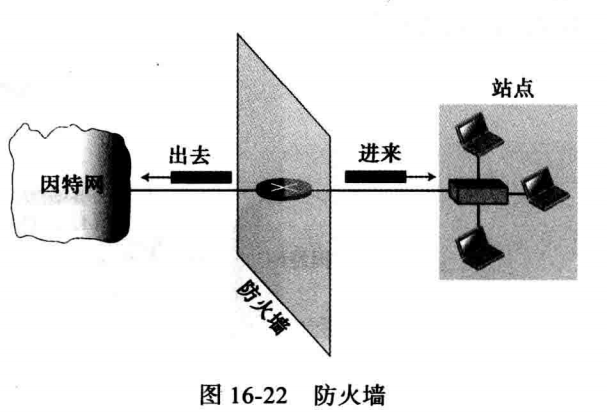 站点
出去
进来
因特网
防火墙
图 16-22 防火墙